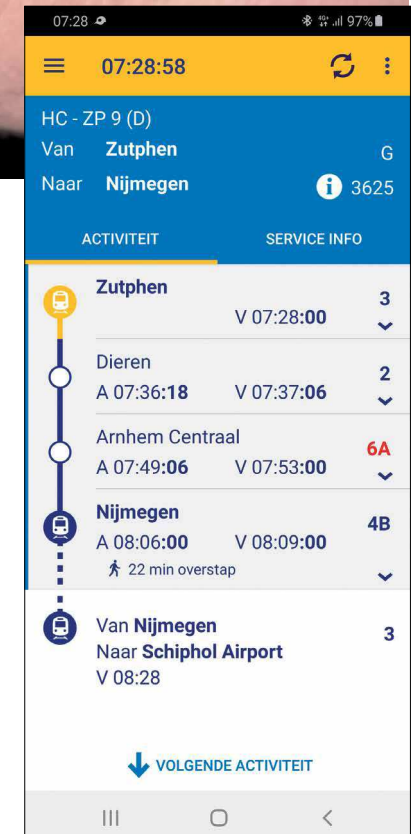 07:28 4G+ 97%
07:28:58
HC - ZP 9 (D)
Van Zutphen G
Naar Nijmegen i 3625
ACTIVITEIT SERVICE INFO
Zutphen 3
V 07:28:00
Dieren 2
A 07:36:18 V 07:37:06
Arnhem Centraal 6A
A 07:49:06 V 07:53:00
Nijmegen 4B
A 08:06:00 V 08:09:00
22 min overstap
Van Nijmegen 3
Naar Schiphol Airport
V 08:28
VOLGENDE ACTIVITEIT